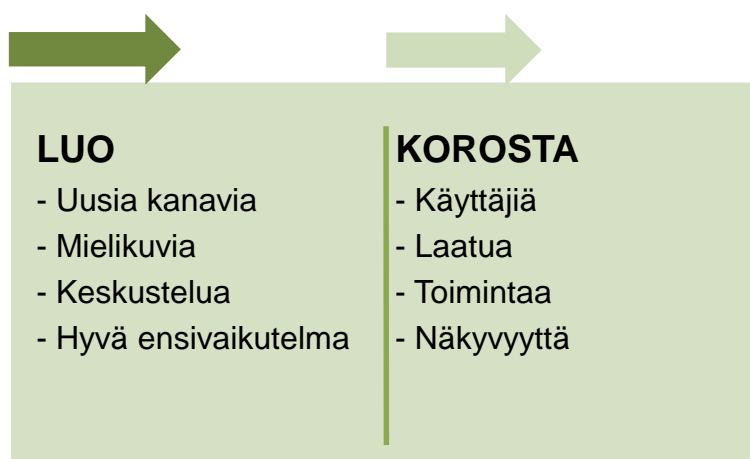 LUO
- Uusia kanavia
- Mielikuvia
- Keskustelua
- Hyvä ensivaikutelma
KOROSTA
- Käyttäjiä
- Laatua
- Toimintaa
- Näkyvyyttä